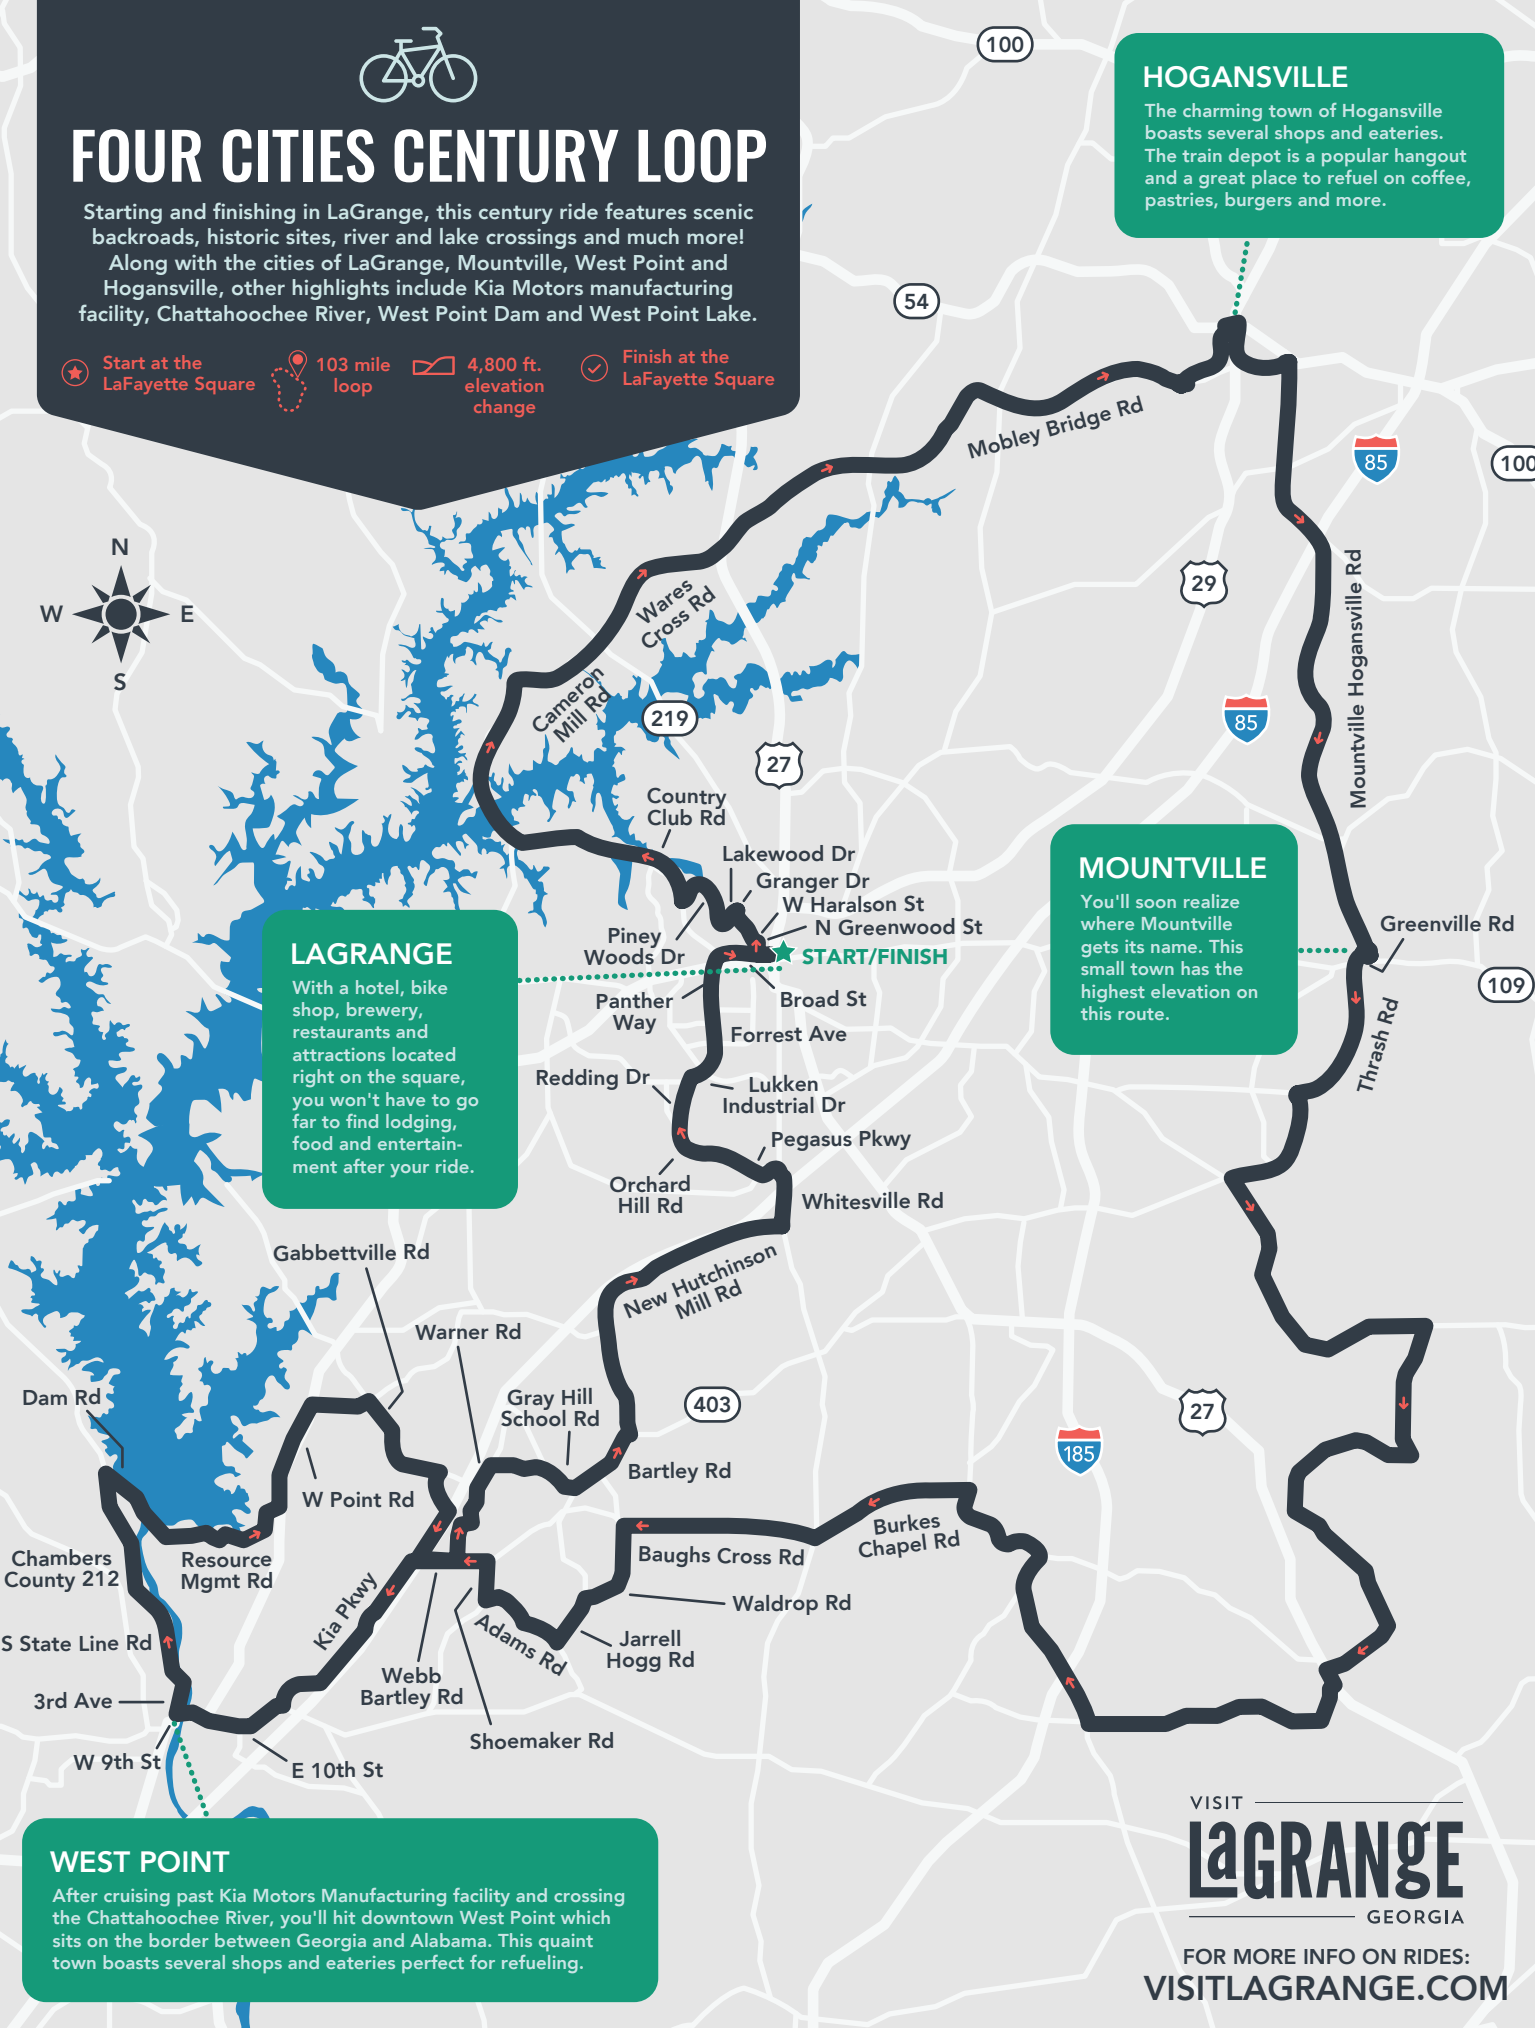 FOUR CITIES CENTURY LOOP
Starting and finishing in LaGrange, this century ride features scenic
backroads, historic sites, river and lake crossings and much more!
Along with the cities of LaGrange, Mountville, West Point and
Hogansville, other highlights include Kia Motors manufacturing
facility, Chattahoochee River, West Point Dam and West Point Lake.
Start at the
LaFayette Square
103 mile
loop
4,800 ft.
elevation
change
Finish at the
LaFayette Square
100
HOGANSVILLE
The charming town of Hogansville
boasts several shops and eateries.
The train depot is a popular hangout
and a great place to refuel on coffee,
pastries, burgers and more.
54
Mobley Bridge Rd
85
100
N
W
E
S
29
Wares
Cross Rd
Mountville Hogansville Rd
Cameron
Mill Rd
219
85
27
Country
Club Rd
Lakewood Dr
Granger Dr
W Haralson St
N Greenwood St
START/FINISH
Piney
Woods Dr
MOUNTVILLE
You'll soon realize
where Mountville
gets its name. This
small town has the
highest elevation on
this route.
Greenville Rd
109
Thrash Rd
LAGRANGE
With a hotel, bike
shop, brewery,
restaurants and
attractions located
right on the square,
you won't have to go
far to find lodging,
food and entertain-
ment after your ride.
Panther
Way
Broad St
Forrest Ave
Redding Dr
Lukken
Industrial Dr
Pegasus Pkwy
Orchard
Hill Rd
Whitesville Rd
New Hutchinson
Mill Rd
Gabbettville Rd
Warner Rd
Dam Rd
Gray Hill
School Rd
403
27
185
Bartley Rd
W Point Rd
Chambers
County 212
Resource
Mgmt Rd
Burkes
Chapel Rd
Baughs Cross Rd
Waldrop Rd
Kia Pkwy
Adams Rd
Jarrell
Hogg Rd
S State Line Rd
Webb
Bartley Rd
3rd Ave
Shoemaker Rd
W 9th St
E 10th St
WEST POINT
After cruising past Kia Motors Manufacturing facility and crossing
the Chattahoochee River, you'll hit downtown West Point which
sits on the border between Georgia and Alabama. This quaint
town boasts several shops and eateries perfect for refueling.
VISIT
LaGRANgE
GEORGIA
FOR MORE INFO ON RIDES:
VISITLAGRANGE.COM